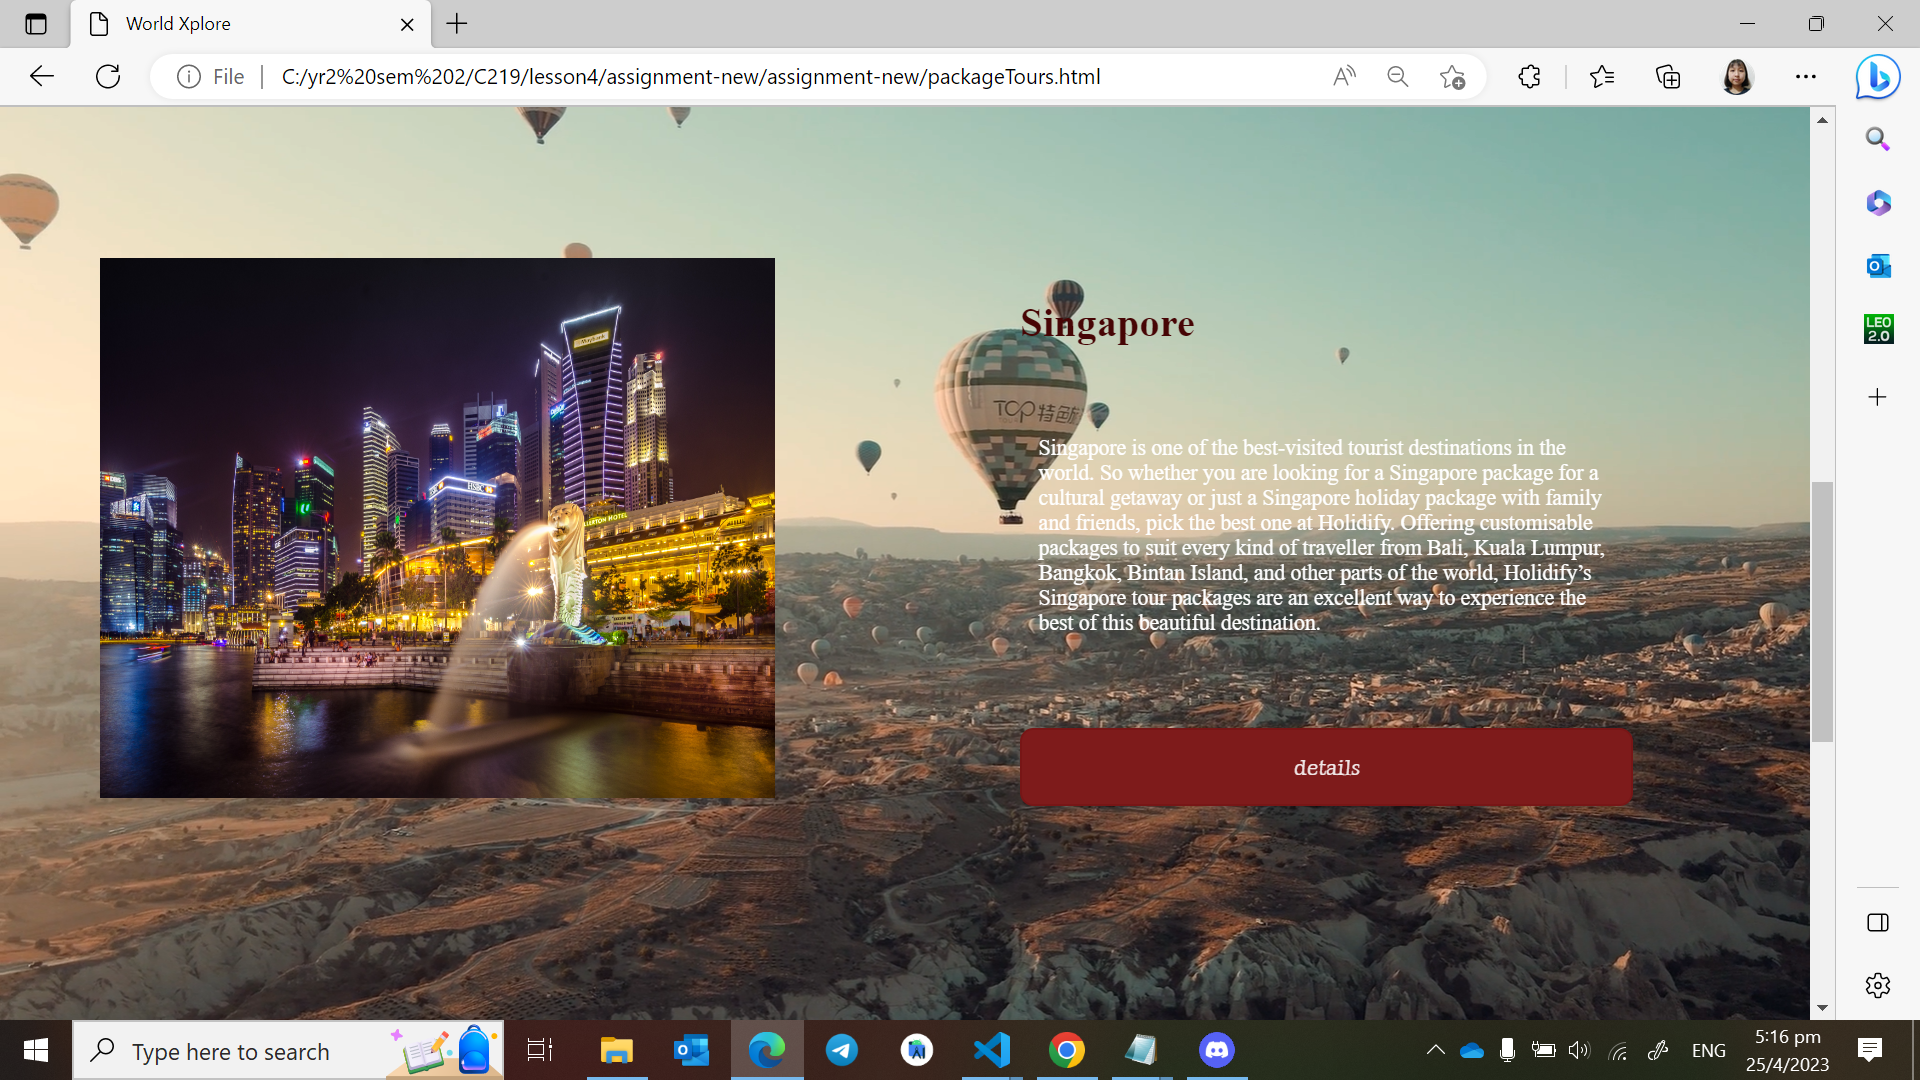 World Xplore
File
C:/yr2%20sem%202/C219/lesson4/assignment-new/assignment-new/packageTours.html
LEO
2.0
Maybank
HSBC
TOP特色
Singapore
Singapore is one of the best-visited tourist destinations in the
world. So whether you are looking for a Singapore package for a
cultural getaway or just a Singapore holiday package with family
and friends, pick the best one at Holidify. Offering customisable
packages to suit every kind of traveller from Bali, Kuala Lumpur,
Bangkok, Bintan Island, and other parts of the world, Holidify’s
Singapore tour packages are an excellent way to experience the
best of this beautiful destination.
details
Type here to search
ENG
5:16 pm
25/4/2023